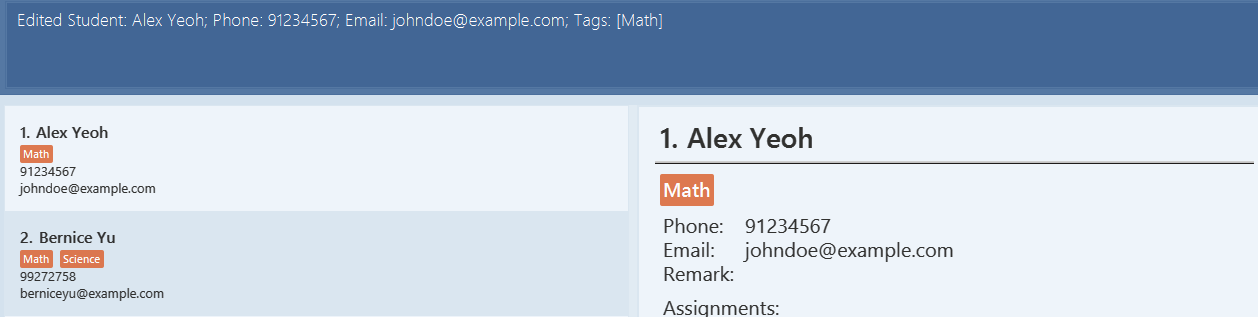 Edited Student: Alex Yeoh; Phone: 91234567; Email: johndoe@example.com; Tags: [Math]
1. Alex Yeoh
Math
91234567
johndoe@example.com
2. Bernice Yu
Math Science
99272758
berniceyu@example.com
1. Alex Yeoh
Math
Phone: 91234567
Email: johndoe@example.com
Remark:
Assignments: